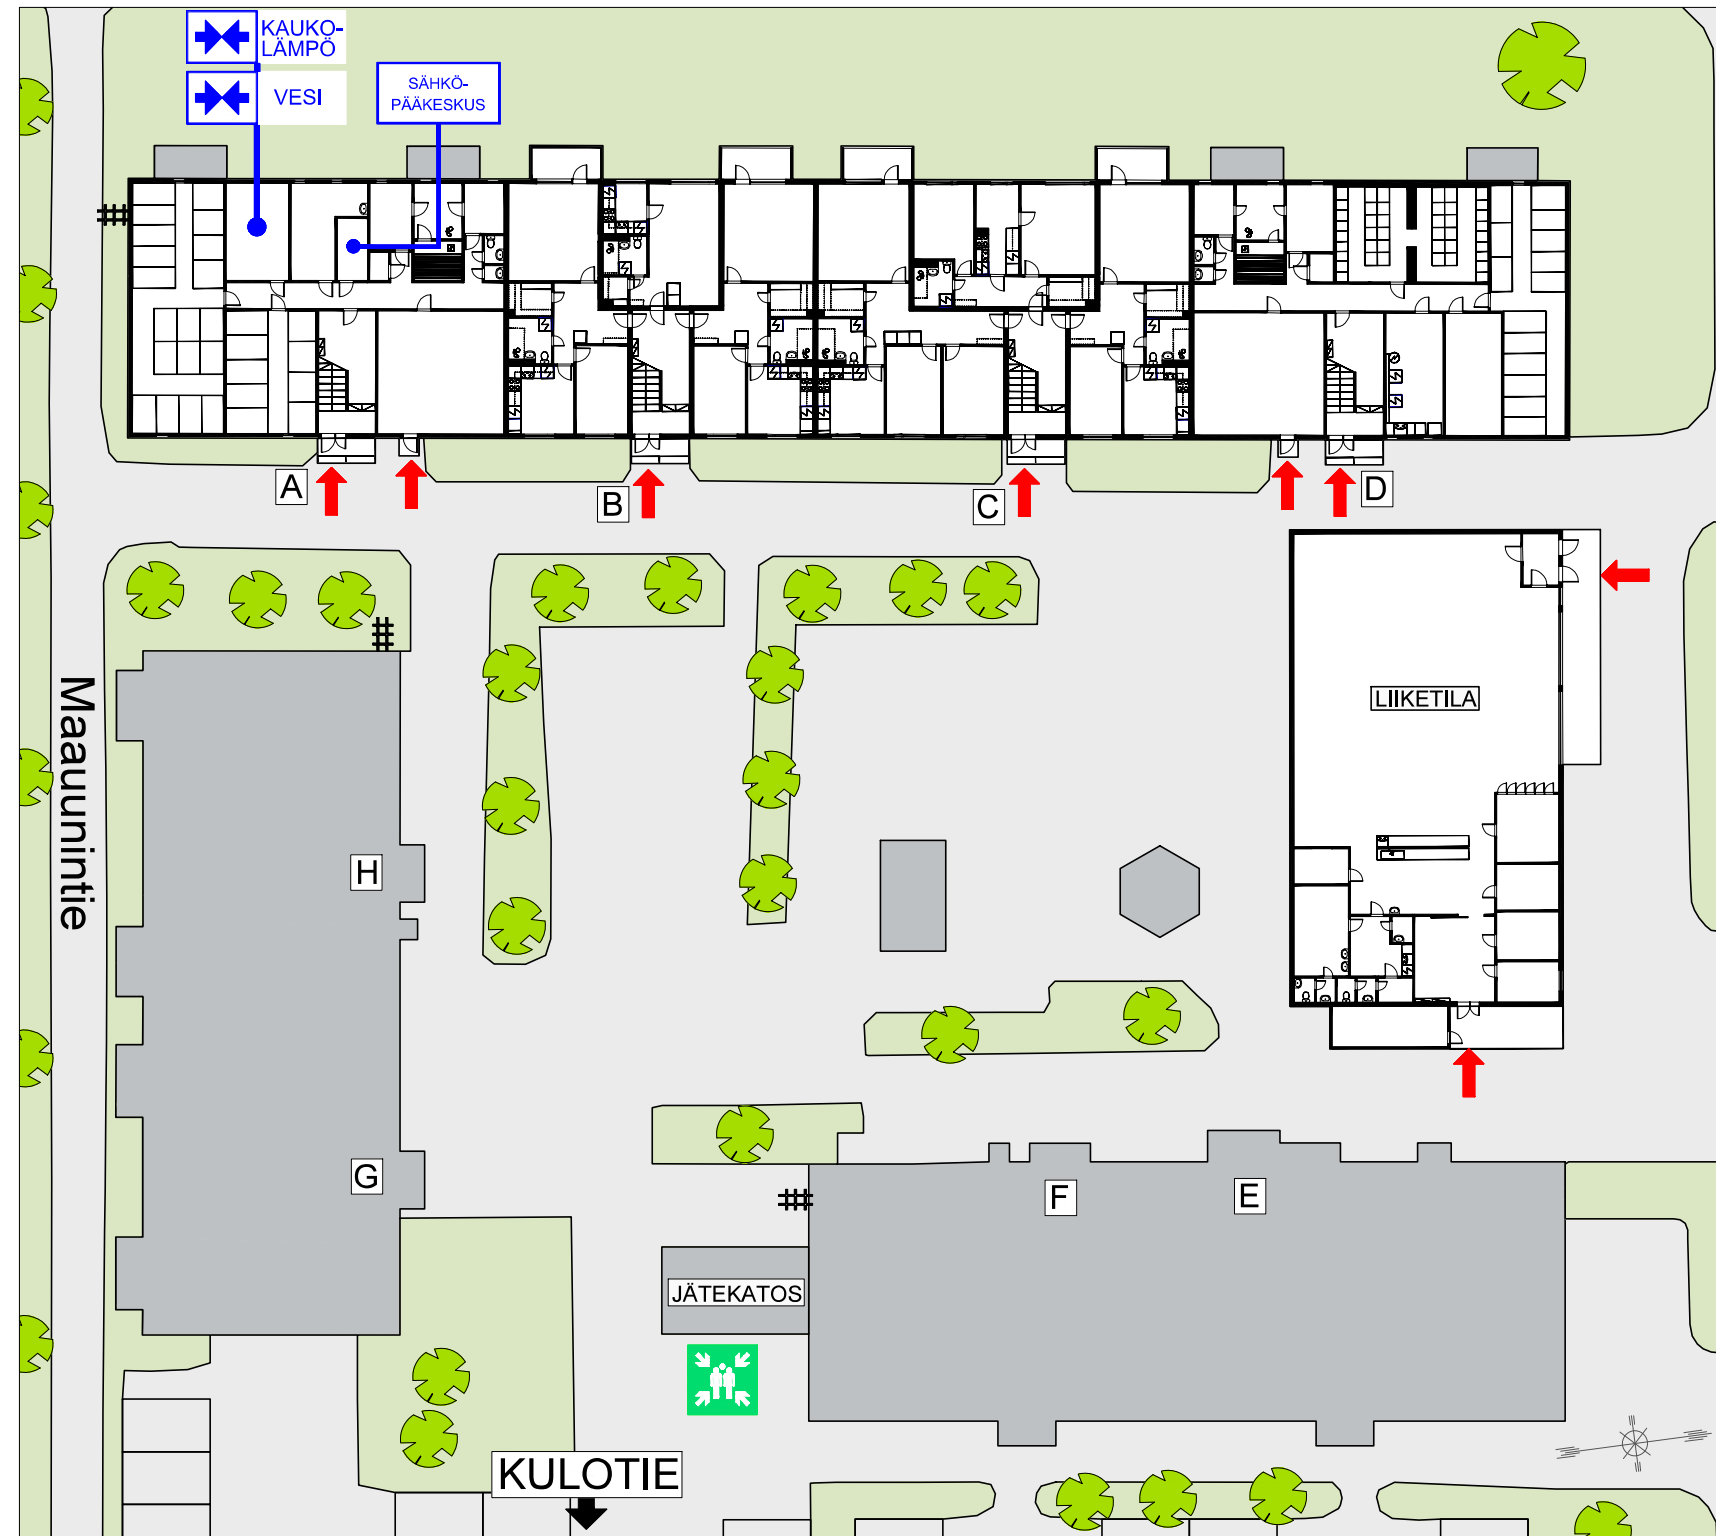 KAUKO-
LÄMPÖ
VESI
SÄHKÖ-
PÄÄKESKUS
A
B
C
D
LIIKETILA
Maauunintie
H
G
F
E
JÄTEKATOS
KULOTIE